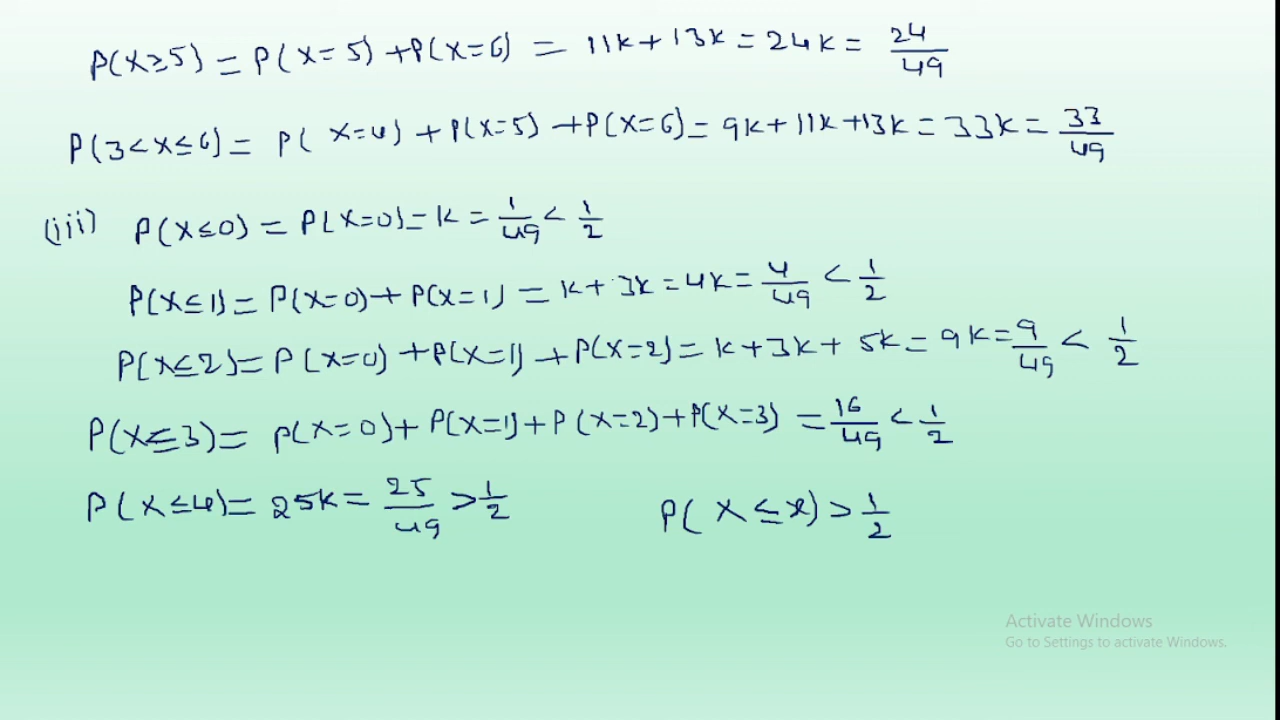 P(X≥5) = P(X=5) + P(X=6) = 11k + 13k = 24k = 24/49
P(3<X≤6) = P(X=4) + P(X=5) + P(X=6) = 9k + 11k + 13k = 33k = 33/49
(iii) P(X≤0) = P(X=0) = k = 1/49 < 1/2
P(X≤1) = P(X=0) + P(X=1) = k + 3k = 4k = 4/49 < 1/2
P(X≤2) = P(X=0) + P(X=1) + P(X=2) = k + 3k + 5k = 9k = 9/49 < 1/2
P(X≤3) = P(X=0) + P(X=1) + P(X=2) + P(X=3) = 16/49 < 1/2
P(X≤4) = 25k = 25/49 > 1/2 P(X≤x) > 1/2
Activate Windows
Go to Settings to activate Windows.